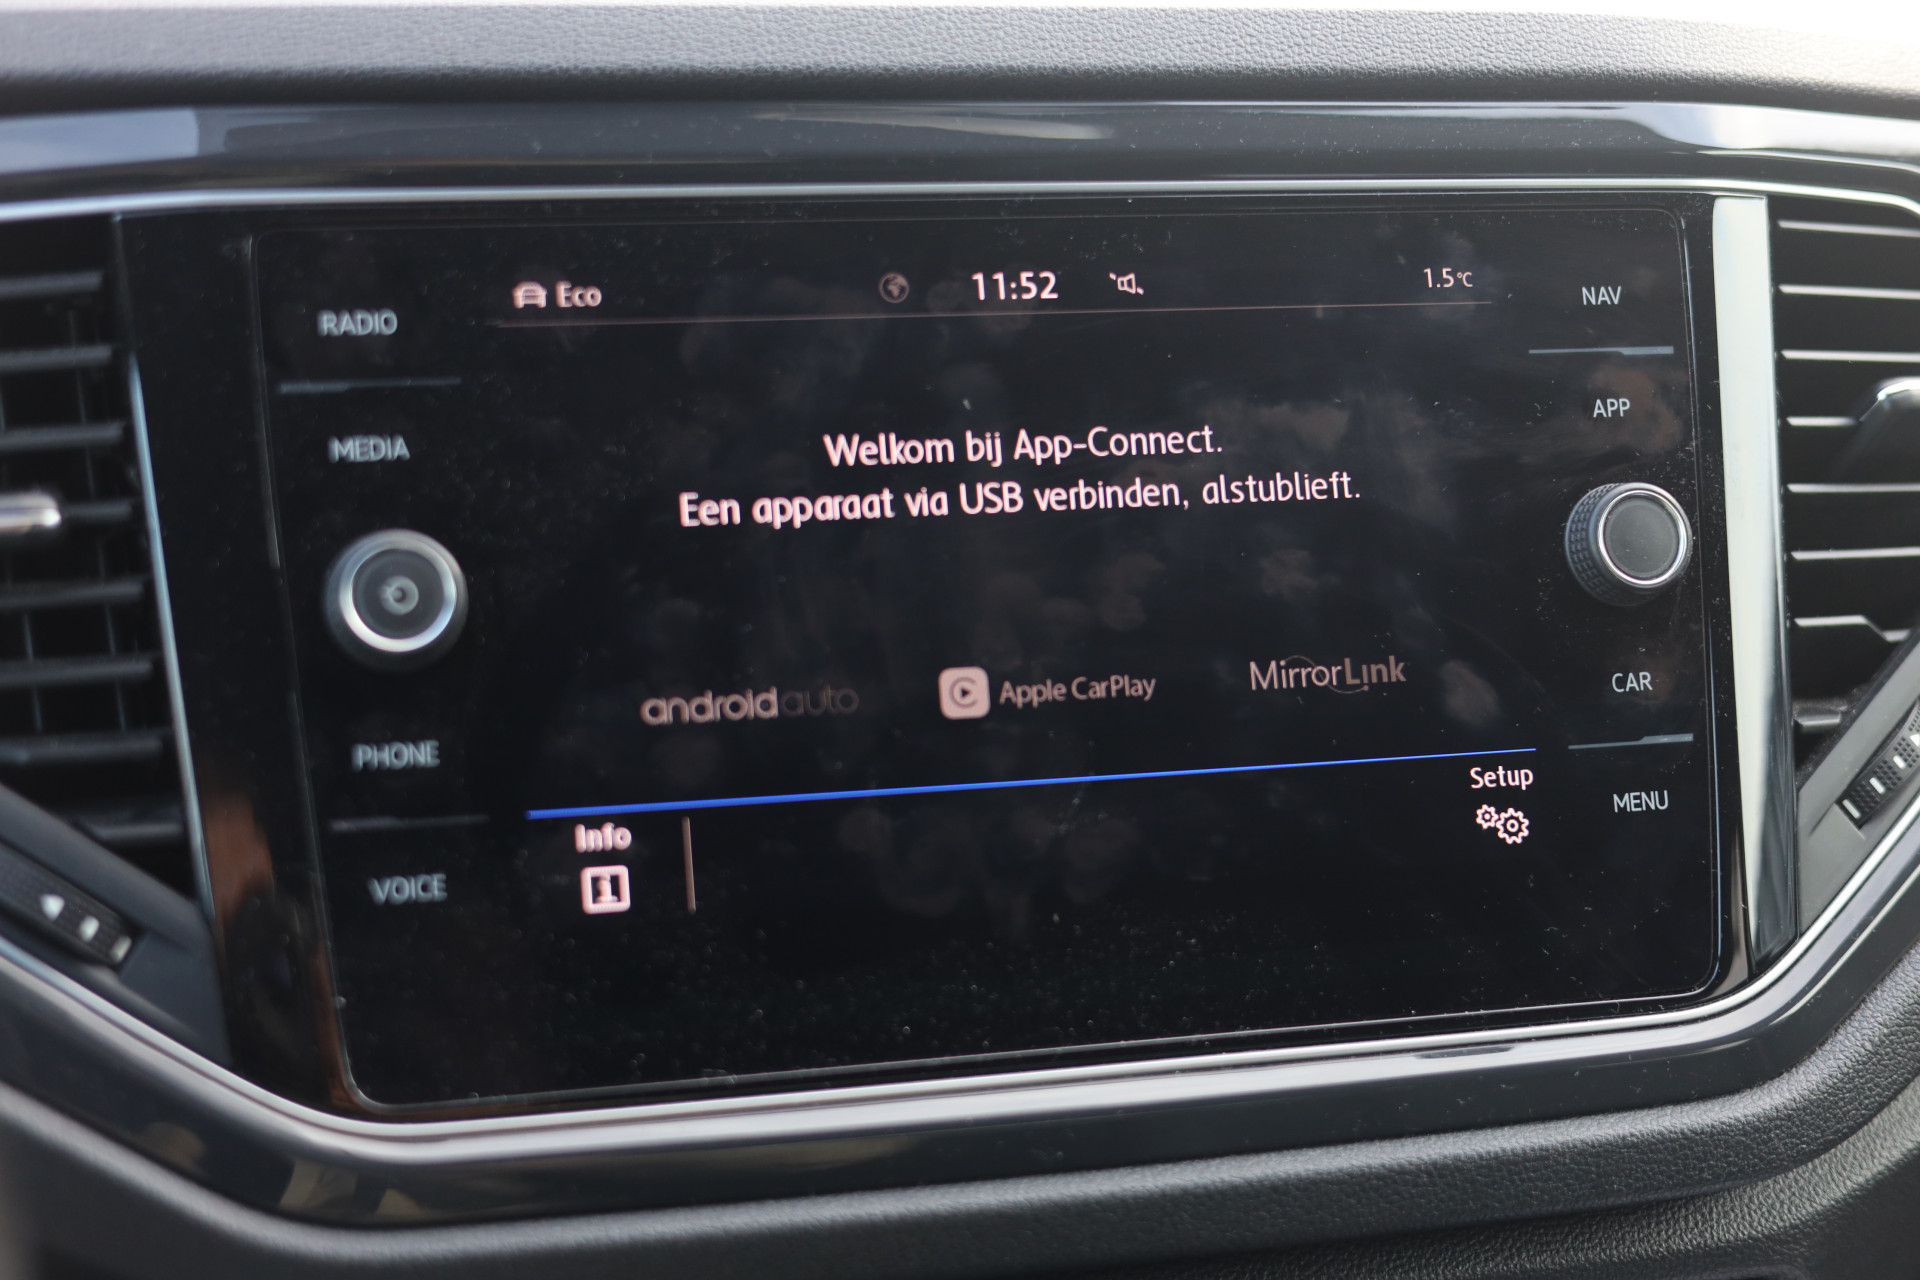 Eco
11:52
1.5°C
RADIO
MEDIA
PHONE
VOICE
Welkom bij App-Connect.
Een apparaat via USB verbinden, alstublieft.
androidauto
Apple CarPlay
MirrorLink
Info
Setup
NAV
APP
CAR
MENU